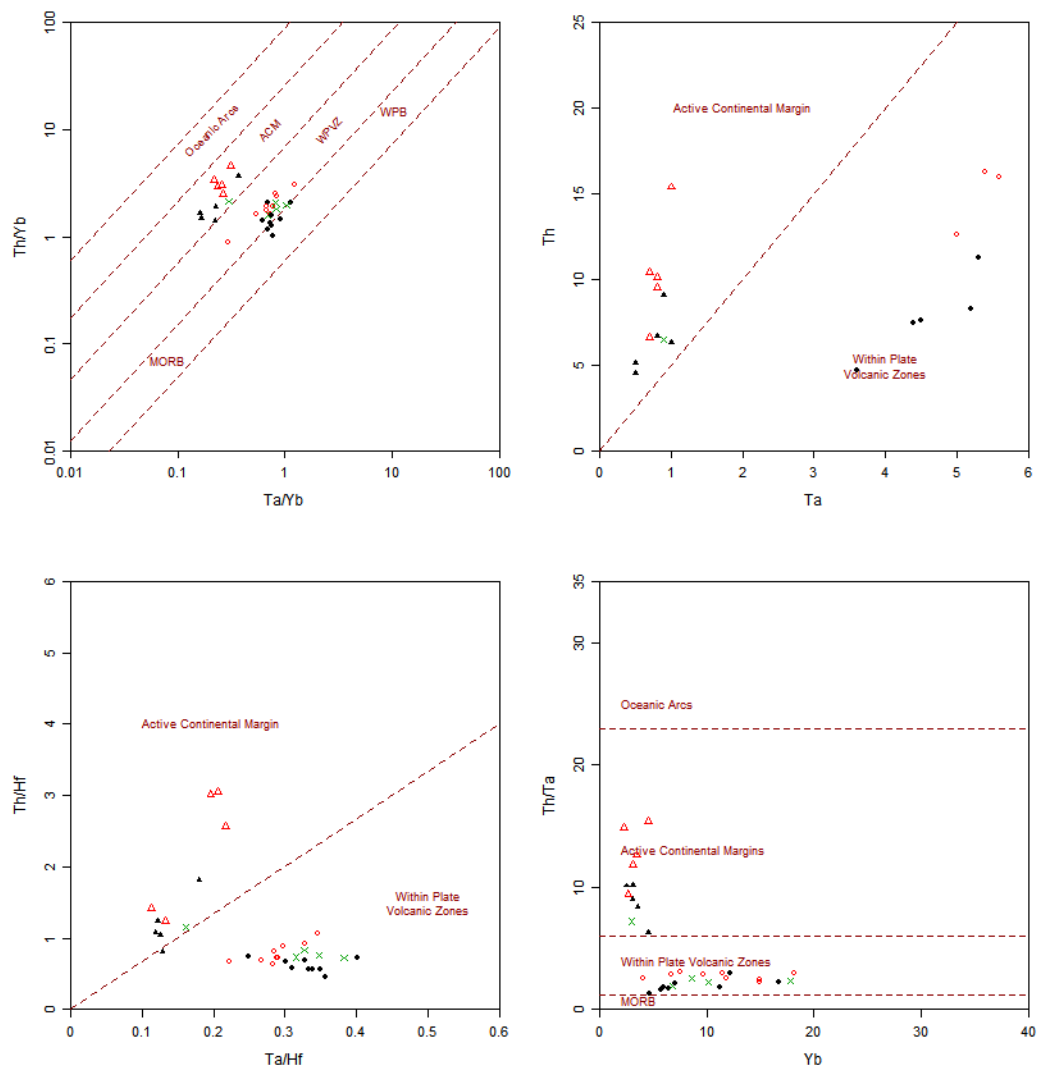 100
10
1
0.1
0.01
Th/Yb
Oceanic Arcs
ACM
WPVZ
WPB
MORB
0.01
0.1
1
10
100
Ta/Yb
25
20
15
10
5
0
Th
Active Continental Margin
Within Plate
Volcanic Zones
0
1
2
3
4
5
6
Ta
6
5
4
3
2
1
0
Th/Hf
Active Continental Margin
Within Plate
Volcanic Zones
0
0.1
0.2
0.3
0.4
0.5
0.6
Ta/Hf
35
30
25
20
15
10
5
0
Th/Ta
Oceanic Arcs
Active Continental Margins
Within Plate Volcanic Zones
MORB
0
10
20
30
40
Yb